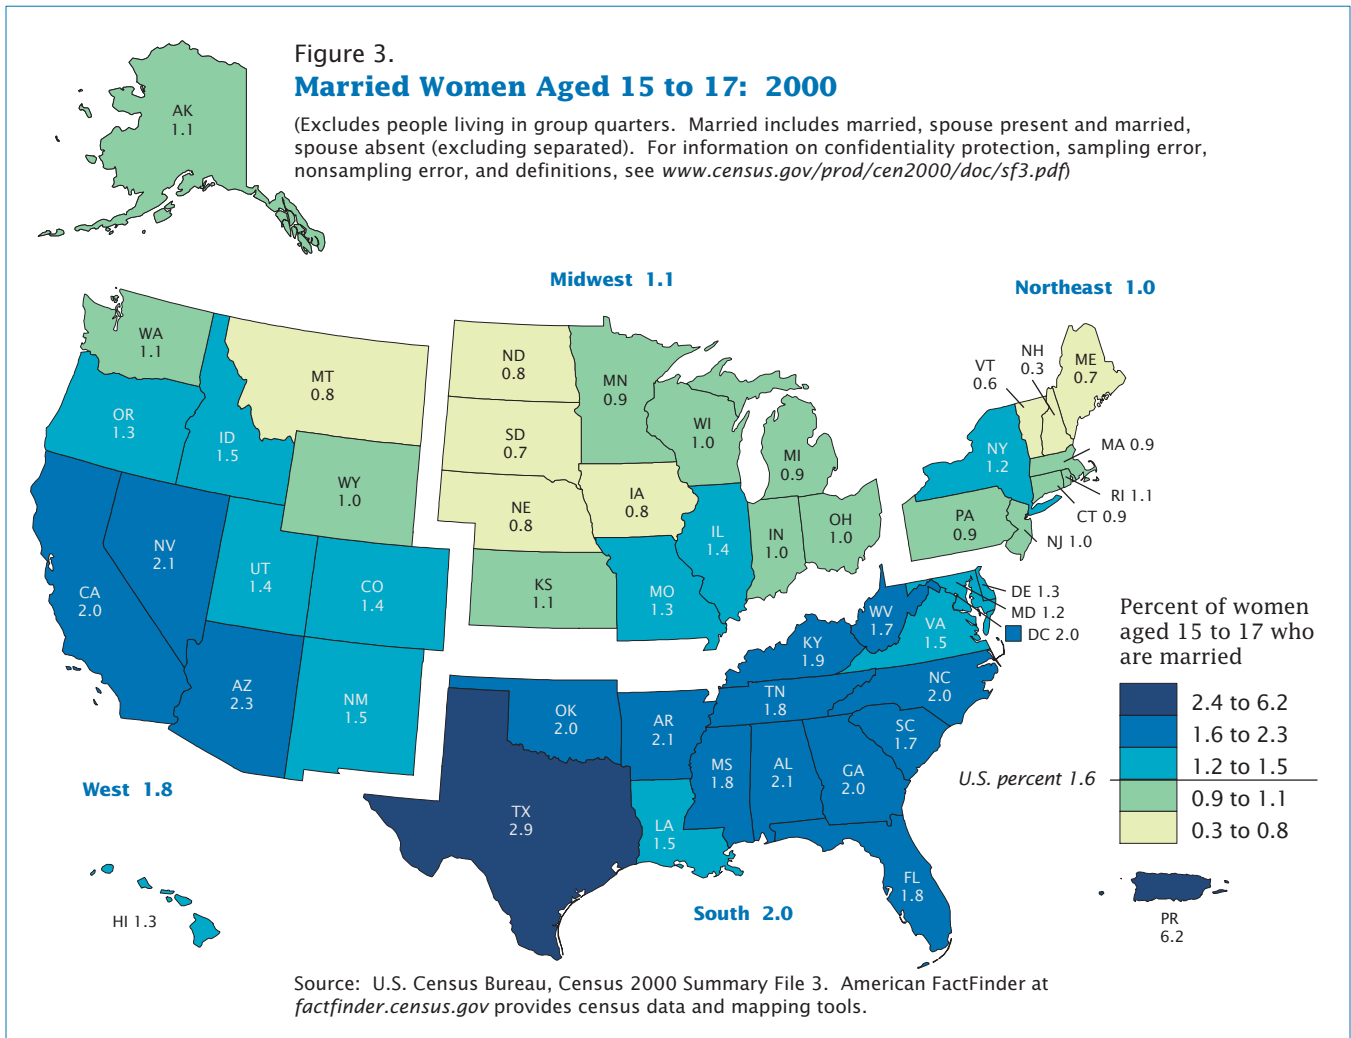 Figure 3.
Married Women Aged 15 to 17:  2000
(Excludes people living in group quarters.  Married includes married, spouse present and married,
spouse absent (excluding separated).  For information on confidentiality protection, sampling error,
nonsampling error, and definitions, see www.census.gov/prod/cen2000/doc/sf3.pdf)
AK
1.1
Midwest  1.1
Northeast  1.0
WA
1.1
MT
0.8
ND
0.8
MN
0.9
VT
0.6
NH
0.3
ME
0.7
OR
1.3
ID
1.5
SD
0.7
WI
1.0
MI
0.9
NY
1.2
MA 0.9
RI 1.1
CT 0.9
NJ 1.0
WY
1.0
NE
0.8
IA
0.8
PA
0.9
NV
2.1
UT
1.4
CO
1.4
CA
2.0
KS
1.1
MO
1.3
IL
1.4
IN
1.0
OH
1.0
DE 1.3
MD 1.2
DC 2.0
WV
1.7
VA
1.5
KY
1.9
AZ
2.3
NM
1.5
OK
2.0
AR
2.1
TN
1.8
NC
2.0
SC
1.7
MS
1.8
AL
2.1
GA
2.0
TX
2.9
LA
1.5
FL
1.8
West  1.8
HI 1.3
South  2.0
Percent of women
aged 15 to 17 who
are married
2.4 to 6.2
1.6 to 2.3
1.2 to 1.5
U.S. percent 1.6
0.9 to 1.1
0.3 to 0.8
PR
6.2
Source:  U.S. Census Bureau, Census 2000 Summary File 3.  American FactFinder at
factfinder.census.gov provides census data and mapping tools.